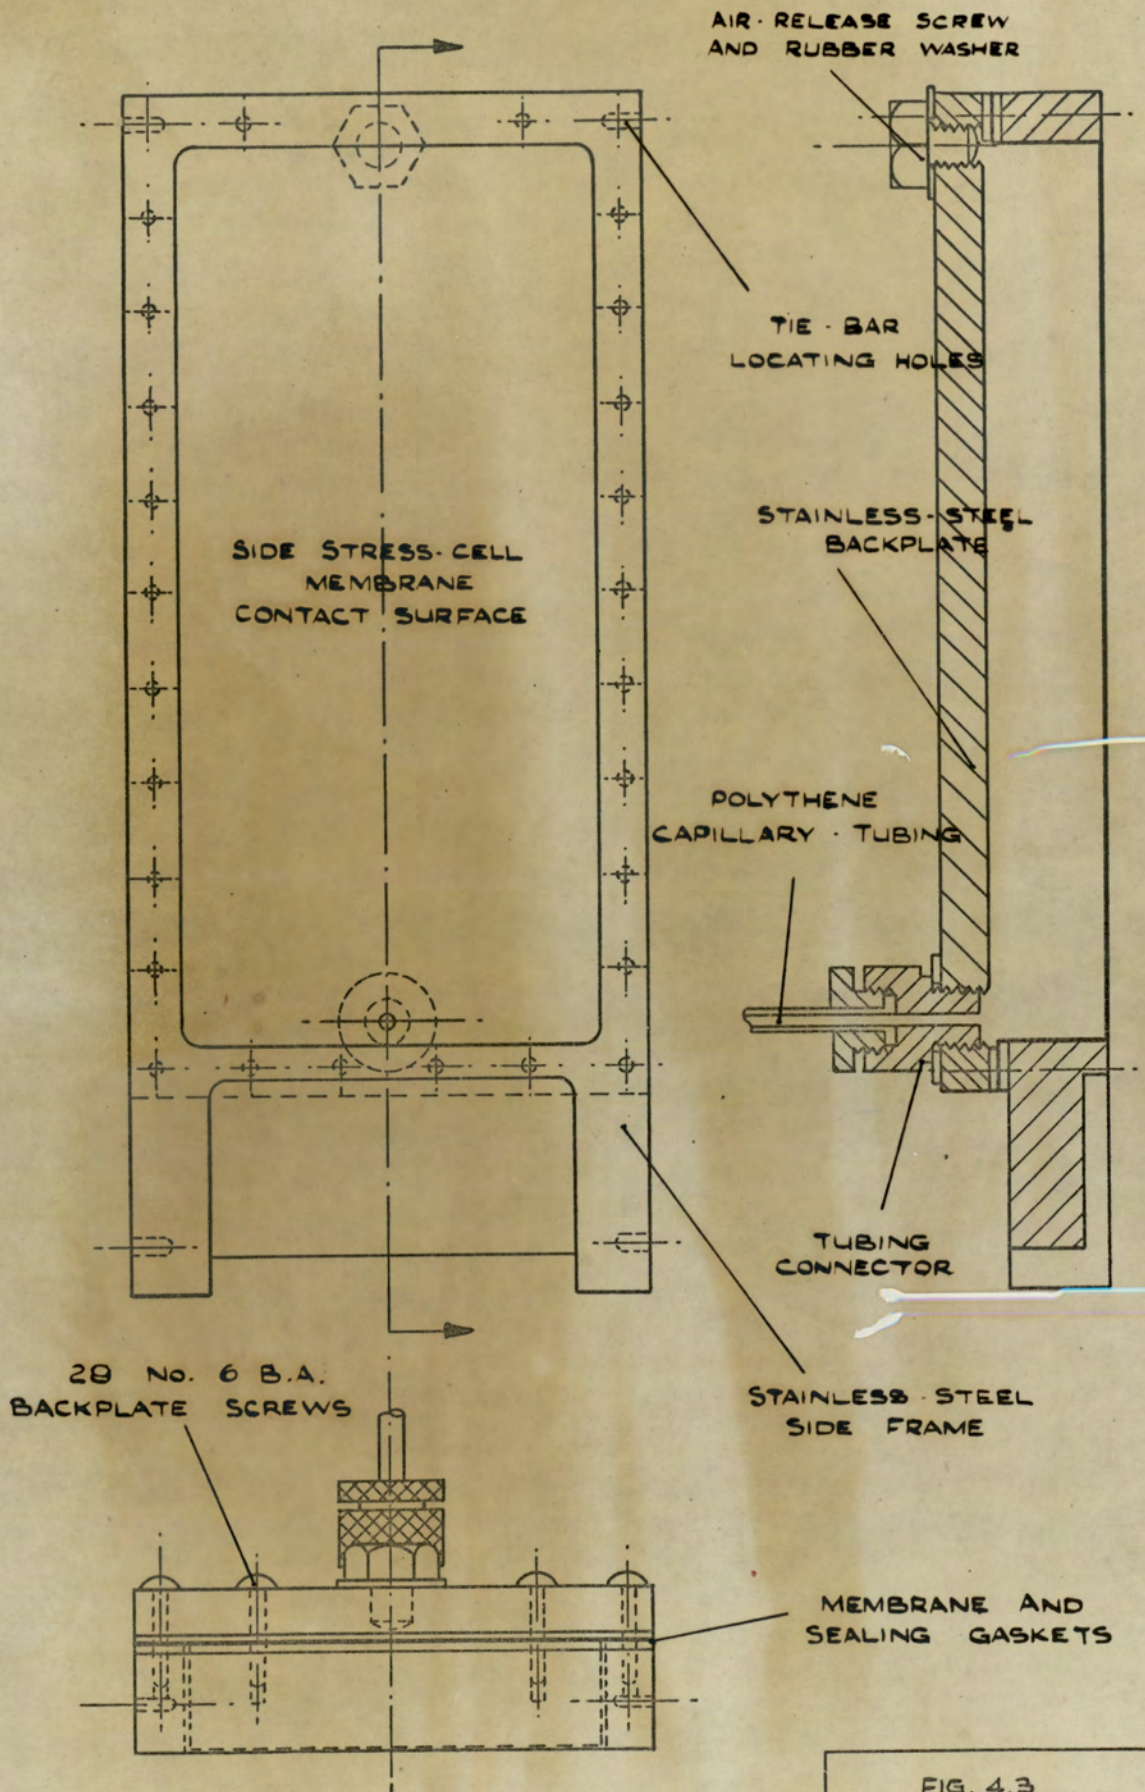 AIR-RELEASE SCREW
AND RUBBER WASHER
TIE-BAR
LOCATING HOLES
STAINLESS-STEEL
BACKPLATE
SIDE STRESS-CELL
MEMBRANE
CONTACT SURFACE
POLYTHENE
CAPILLARY-TUBING
TUBING
CONNECTOR
28 No. 6 B.A.
BACKPLATE SCREWS
STAINLESS-STEEL
SIDE FRAME
MEMBRANE AND
SEALING GASKETS
FIG. 4.3